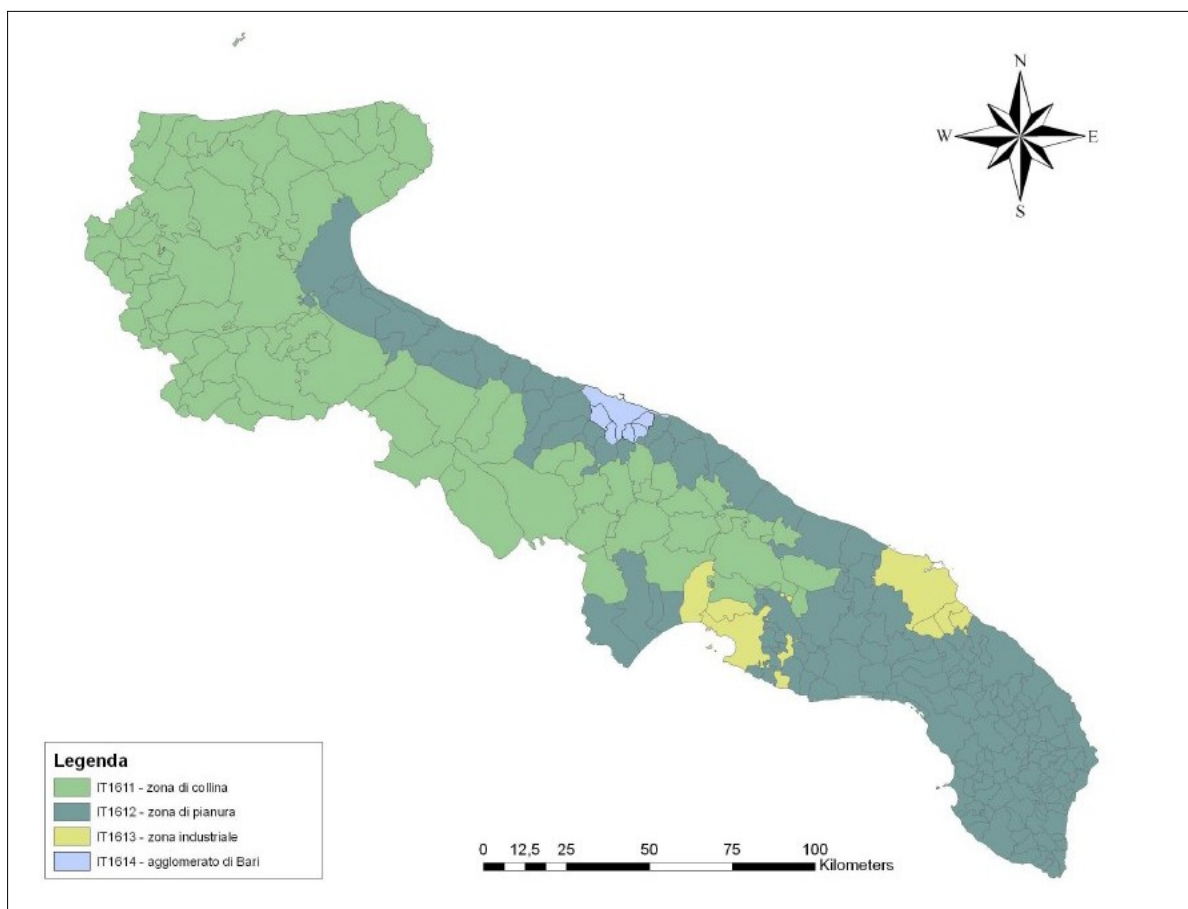 N
W E
S
Legenda
IT1611 - zona di collina
IT1612 - zona di pianura
IT1613 - zona industriale
IT1614 - agglomerato di Bari
0 12,5 25 50 75 100
Kilometers